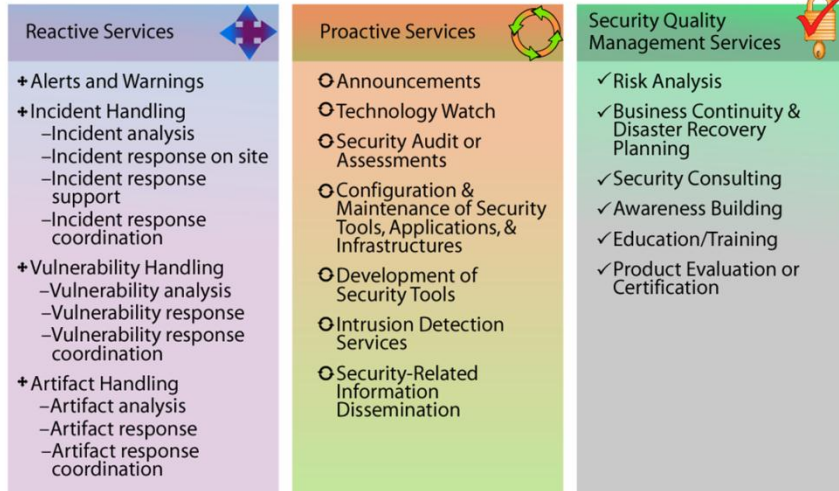 Reactive Services
+Alerts and Warnings
+Incident Handling
–Incident analysis
–Incident response on site
–Incident response
support
–Incident response
coordination
+Vulnerability Handling
–Vulnerability analysis
–Vulnerability response
–Vulnerability response
coordination
+Artifact Handling
–Artifact analysis
–Artifact response
–Artifact response
coordination
Proactive Services
Announcements
Technology Watch
Security Audit or
Assessments
Configuration &
Maintenance of Security
Tools, Applications, &
Infrastructures
Development of
Security Tools
Intrusion Detection
Services
Security-Related
Information
Dissemination
Security Quality
Management Services
✓Risk Analysis
✓Business Continuity &
Disaster Recovery
Planning
✓Security Consulting
✓Awareness Building
✓Education/Training
✓Product Evaluation or
Certification